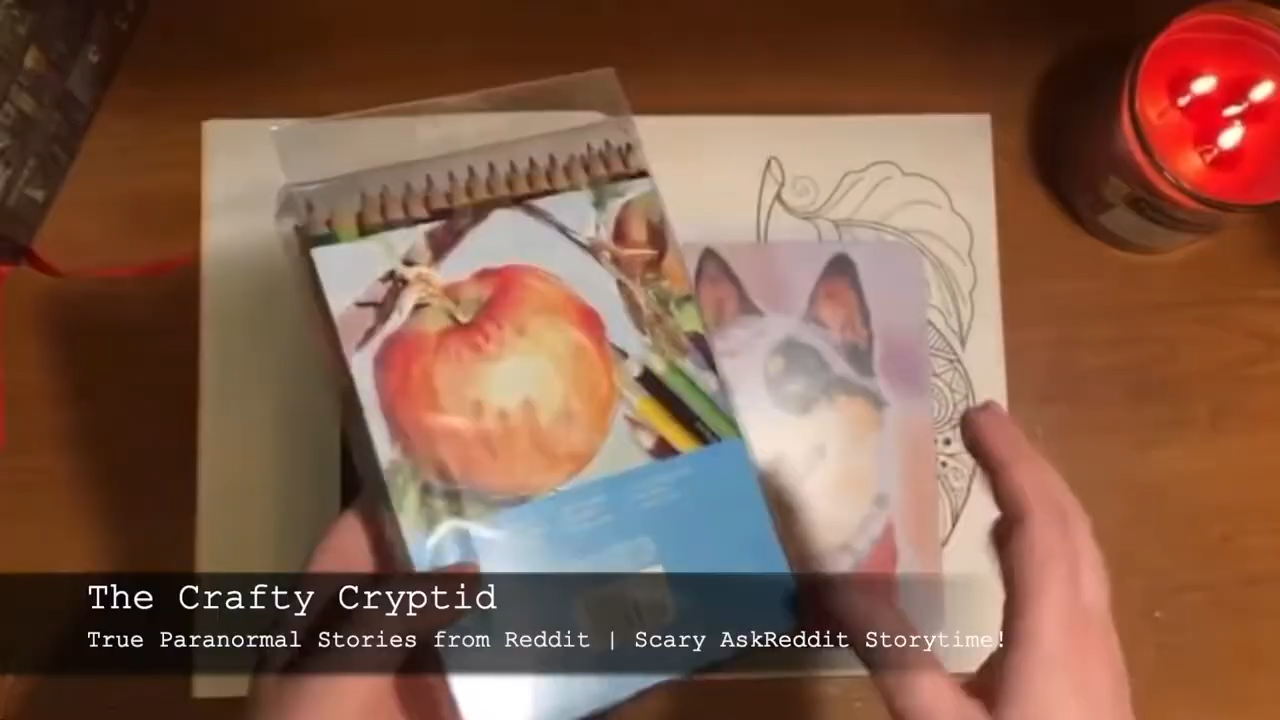 The Crafty Cryptid
True Paranormal Stories from Reddit | Scary AskReddit Storytime!